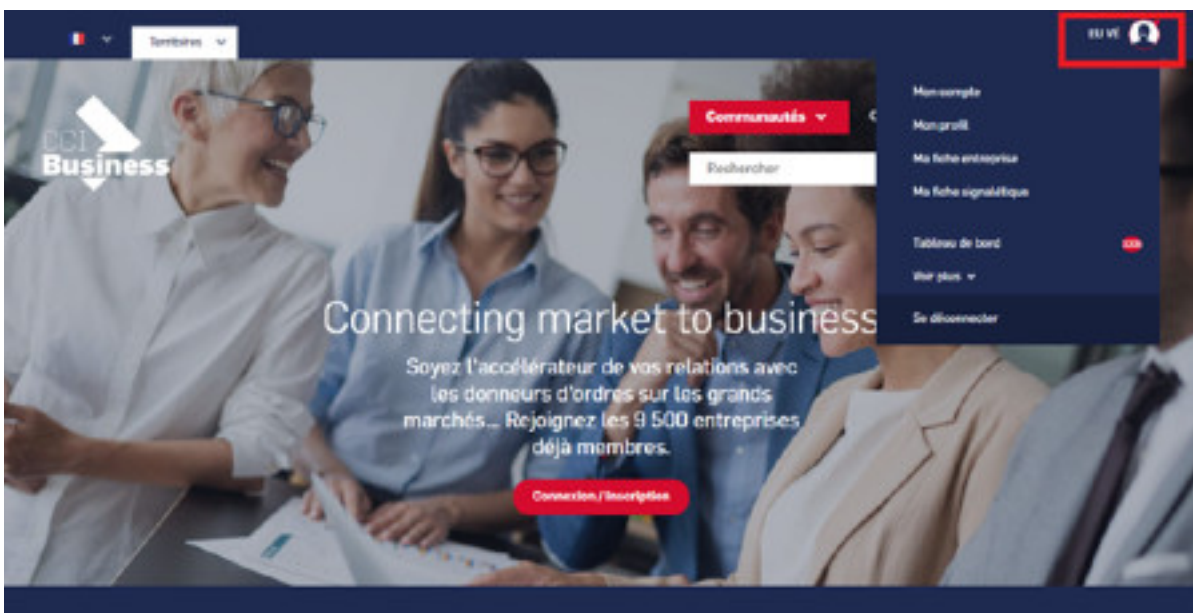 Territoires
EU VE
CCI
Business
Communautés
Rechercher
Mon compte
Mon profil
Ma fiche entreprise
Ma fiche signalétique
Tableau de bord
Voir plus
Se déconnecter
Connecting market to business
Soyez l'accélérateur de vos relations avec
les donneurs d'ordres sur les grands
marchés... Rejoignez les 9 500 entreprises
déjà membres.
Connexion / Inscription